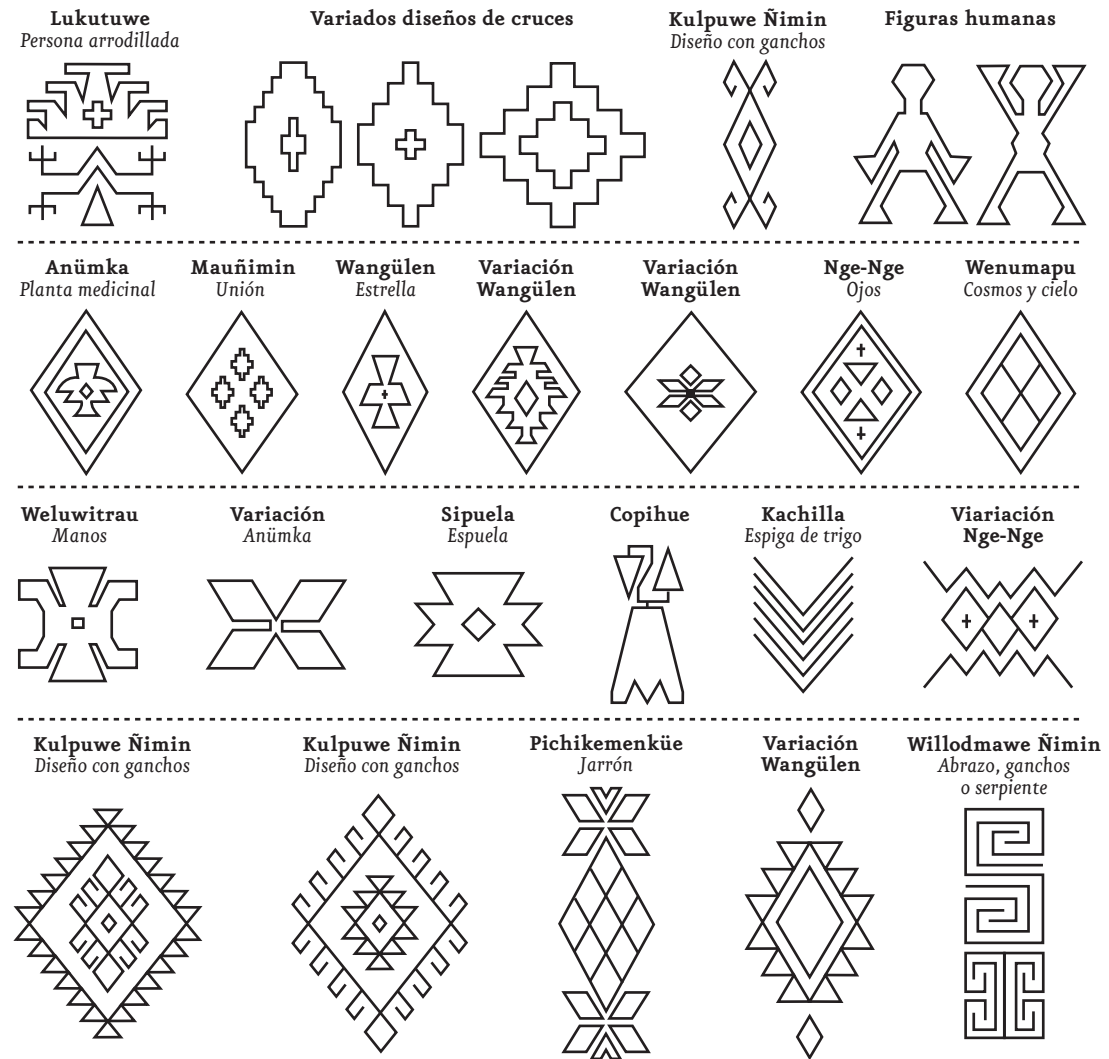 Lukutuwe
Persona arrodillada
Variados diseños de cruces
Kulpuwe Ñimin
Diseño con ganchos
Figuras humanas
Anümka
Planta medicinal
Mauñimin
Unión
Wangülen
Estrella
Variación
Wangülen
Variación
Wangülen
Nge-Nge
Ojos
Wenumapu
Cosmos y cielo
Weluwitrau
Manos
Variación
Anümka
Sipuela
Espuela
Copihue
Kachilla
Espiga de trigo
Viariación
Nge-Nge
Kulpuwe Ñimin
Diseño con ganchos
Kulpuwe Ñimin
Diseño con ganchos
Pichikemenküe
Jarrón
Variación
Wangülen
Willodmawe Ñimin
Abrazo, ganchos
o serpiente